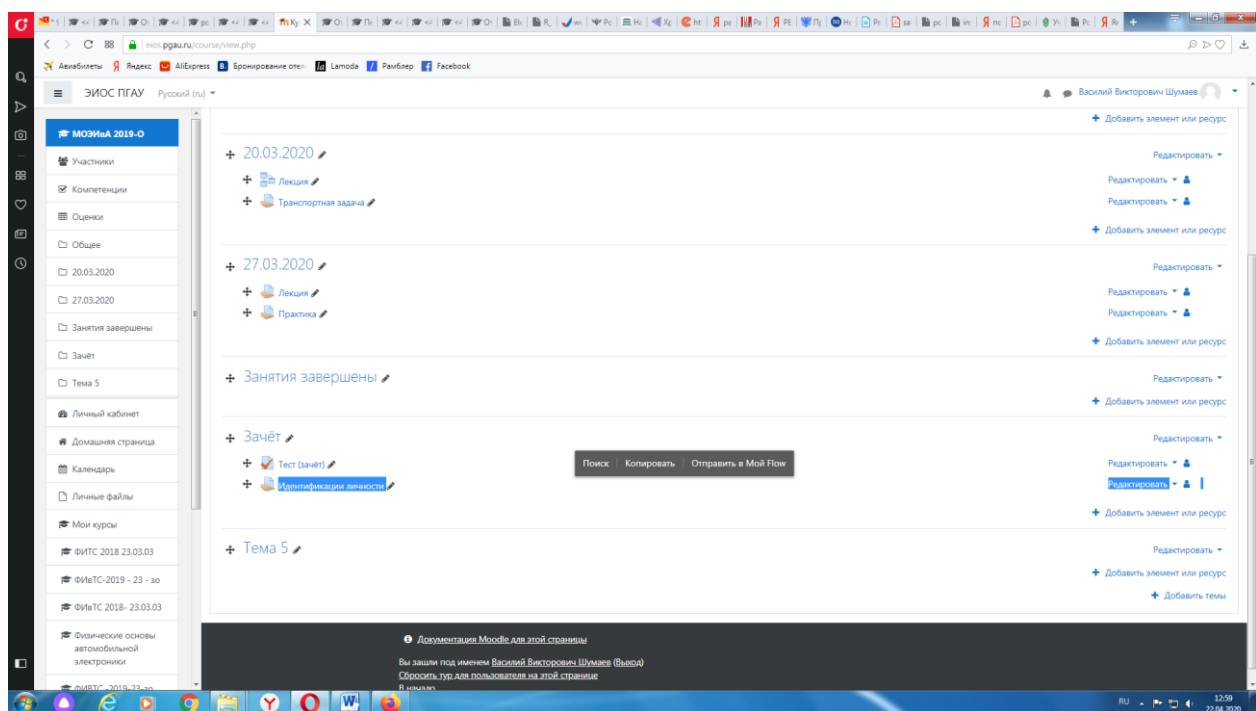 eios.pgau.ru/course/view.php
Авиабилеты Яндекс AliExpress Бронирование отел Lamoda Рамблер Facebook
ЭИОС ПГАУ Русский (ru)
Василий Викторович Шумаев
Добавить элемент или ресурс
МОЭИвА 2019-О
Участники
Компетенции
Оценки
Общее
20.03.2020
27.03.2020
Занятия завершены
Зачёт
Тема 5
Личный кабинет
Домашняя страница
Календарь
Личные файлы
Мои курсы
ФИТС 2018 23.03.03
ФИвТС-2019 - 23 - зо
ФИвТС 2018- 23.03.03
Физические основы
автомобильной
электроники
ФИВТС -2019-23-зо
20.03.2020 Редактировать
Лекция Редактировать
Транспортная задача Редактировать
Добавить элемент или ресурс
27.03.2020 Редактировать
Лекция Редактировать
Практика Редактировать
Добавить элемент или ресурс
Занятия завершены Редактировать
Добавить элемент или ресурс
Зачёт Редактировать
Поиск Копировать Отправить в Мой Flow
Тест (зачёт) Редактировать
Идентификации личности Редактировать
Добавить элемент или ресурс
Тема 5 Редактировать
Добавить элемент или ресурс
Добавить темы
Документация Moodle для этой страницы
Вы зашли под именем Василий Викторович Шумаев (Выход)
Сбросить тур для пользователя на этой странице
В начало
RU 12:59
22.04.2020